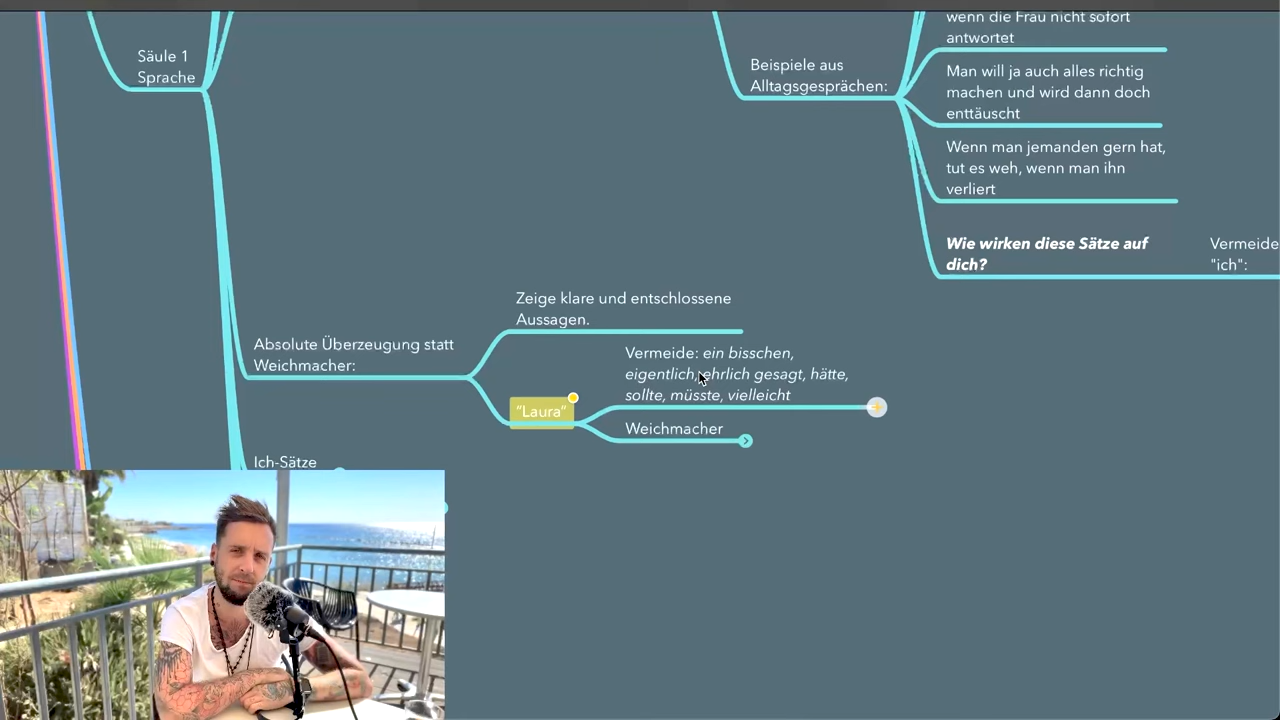 Säule 1
Sprache
Absolute Überzeugung statt
Weichmacher:
Ich-Sätze
Zeige klare und entschlossene
Aussagen.
"Laura"
Vermeide: ein bisschen,
eigentlich, ehrlich gesagt, hätte,
sollte, müsste, vielleicht
Weichmacher
Beispiele aus
Alltagsgesprächen:
wenn die Frau nicht sofort
antwortet
Man will ja auch alles richtig
machen und wird dann doch
enttäuscht
Wenn man jemanden gern hat,
tut es weh, wenn man ihn
verliert
Wie wirken diese Sätze auf
dich?
Vermeide
"ich":